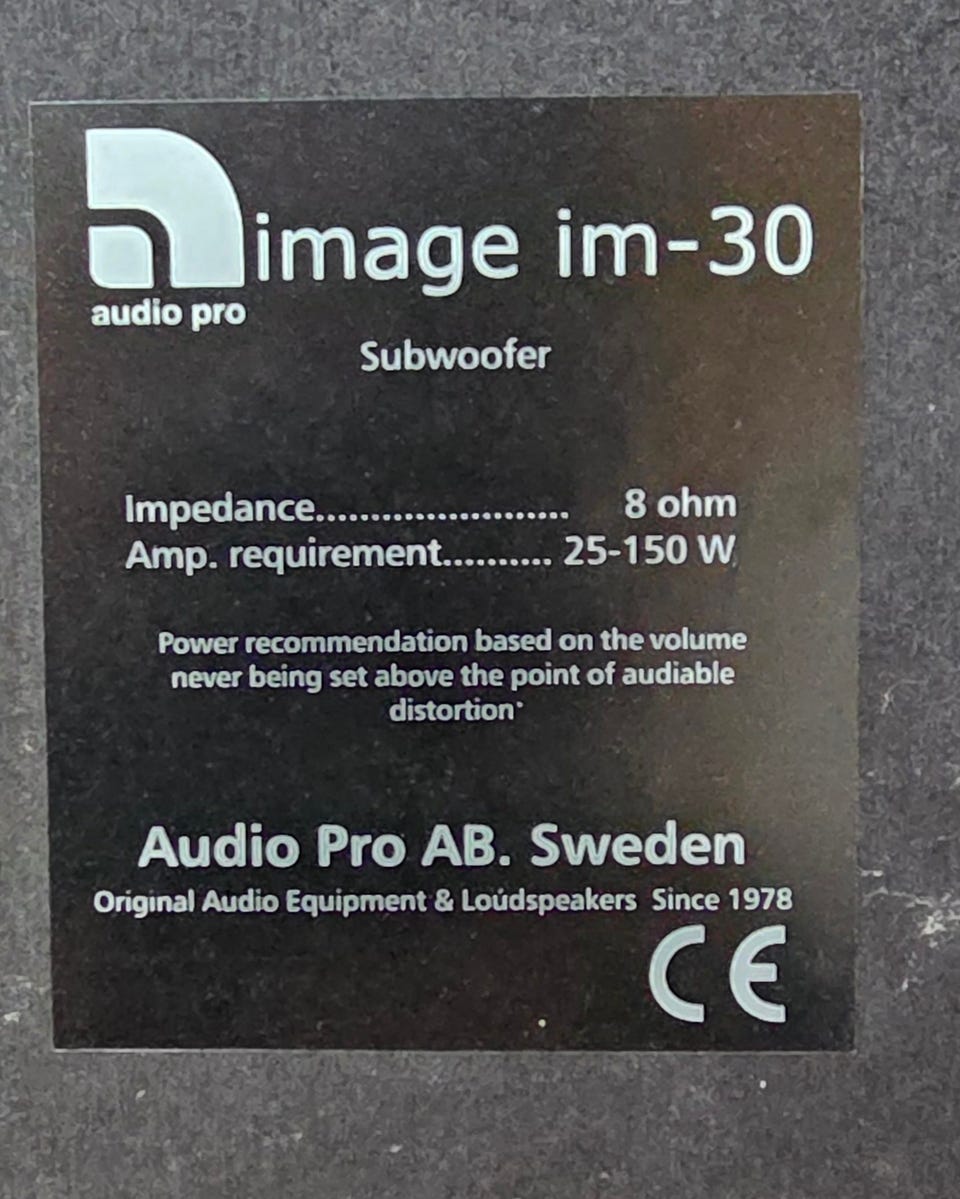 image im-30
audio pro
Subwoofer
Impedance....................... 8 ohm
Amp. requirement.......... 25-150 W
Power recommendation based on the volume
never being set above the point of audiable
distortion
Audio Pro AB. Sweden
Original Audio Equipment & Loudspeakers Since 1978
CE